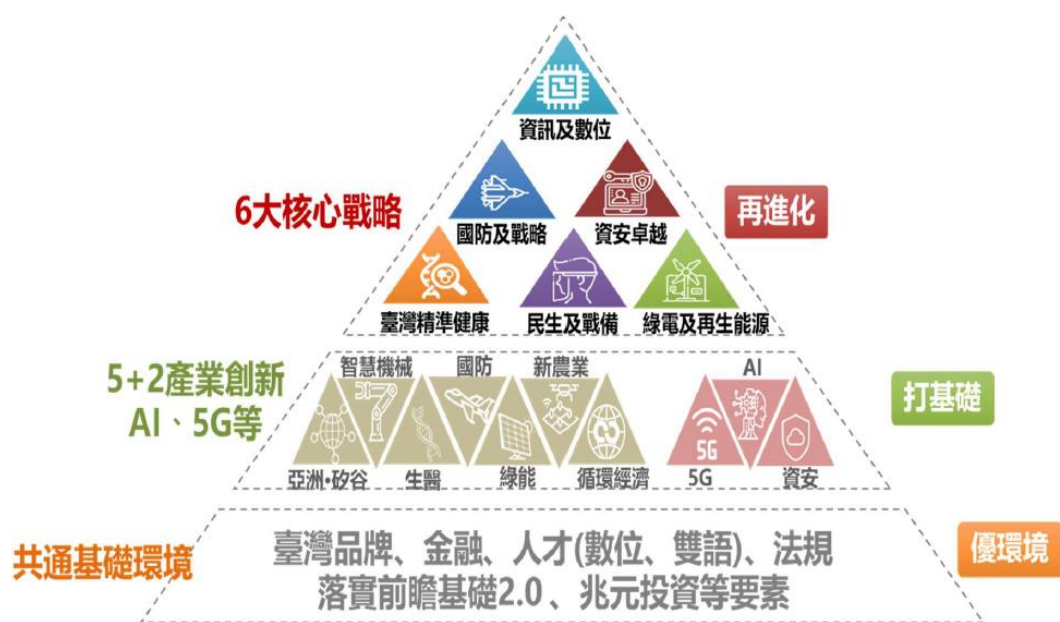 資訊及數位
6大核心戰略
國防及戰略
資安卓越
再進化
臺灣精準健康
民生及戰備
綠電及再生能源
5+2產業創新
AI、5G等
智慧機械
國防
新農業
AI
打基礎
5G
亞洲•矽谷
生醫
綠能
循環經濟
5G
資安
共通基礎環境
臺灣品牌、金融、人才(數位、雙語)、法規
落實前瞻基礎2.0、兆元投資等要素
優環境